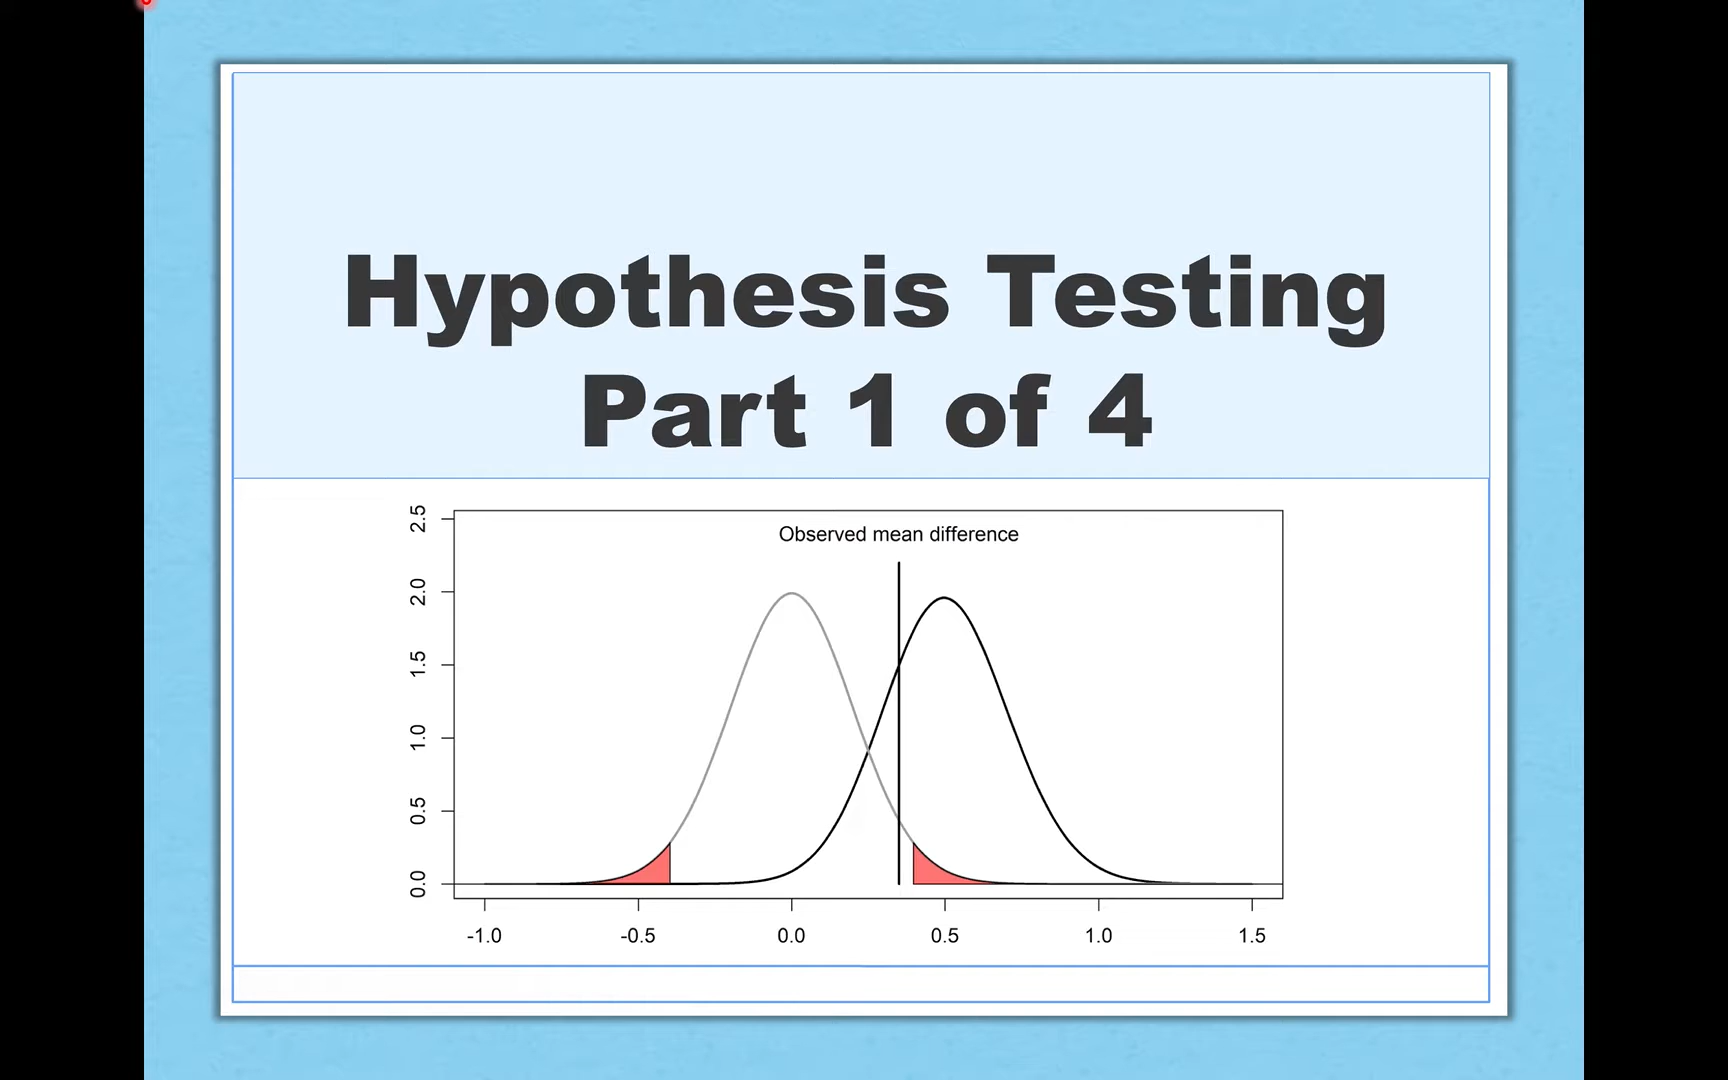 Hypothesis Testing
Part 1 of 4
Observed mean difference
2.5
2.0
1.5
1.0
0.5
0.0
-1.0 -0.5 0.0 0.5 1.0 1.5